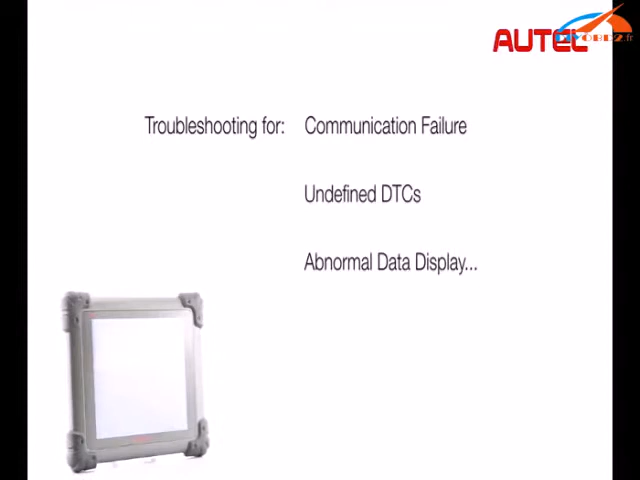 AUTEL
Troubleshooting for: Communication Failure
Undefined DTCs
Abnormal Data Display...